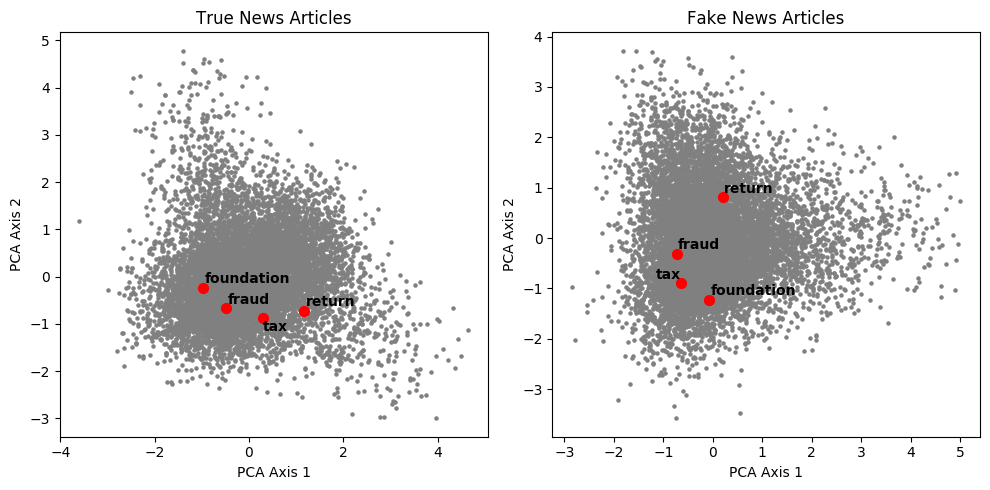 True News Articles
5
4
3
2
1
0
−1
−2
−3
PCA Axis 2
foundation
fraud
return
tax
−4
−2
0
2
4
PCA Axis 1
Fake News Articles
4
3
2
1
0
−1
−2
−3
PCA Axis 2
return
fraud
tax
foundation
−3
−2
−1
0
1
2
3
4
5
PCA Axis 1